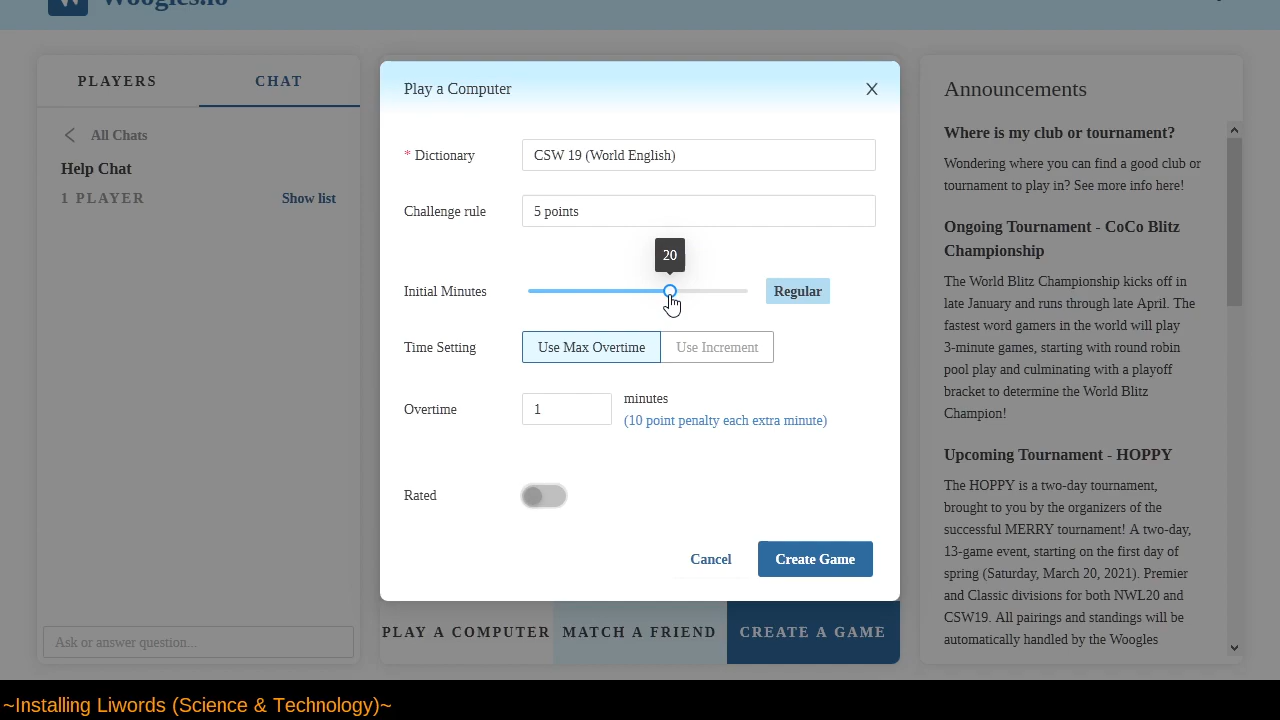 Woogles.io
PLAYERS
CHAT
All Chats
Help Chat
1 PLAYER
Show list
Ask or answer question...
Play a Computer
X
* Dictionary
CSW 19 (World English)
Challenge rule
5 points
20
Initial Minutes
Regular
Time Setting
Use Max Overtime
Use Increment
Overtime
1
minutes
(10 point penalty each extra minute)
Rated
Cancel
Create Game
PLAY A COMPUTER
MATCH A FRIEND
CREATE A GAME
Announcements
Where is my club or tournament?
Wondering where you can find a good club or
tournament to play in? See more info here!
Ongoing Tournament - CoCo Blitz
Championship
The World Blitz Championship kicks off in
late January and runs through late April. The
fastest word gamers in the world will play
3-minute games, starting with round robin
pool play and culminating with a playoff
bracket to determine the World Blitz
Champion!
Upcoming Tournament - HOPPY
The HOPPY is a two-day tournament,
brought to you by the organizers of the
successful MERRY tournament! A two-day,
13-game event, starting on the first day of
spring (Saturday, March 20, 2021). Premier
and Classic divisions for both NWL20 and
CSW19. All pairings and standings will be
automatically handled by the Woogles
~Installing Liwords (Science & Technology)~